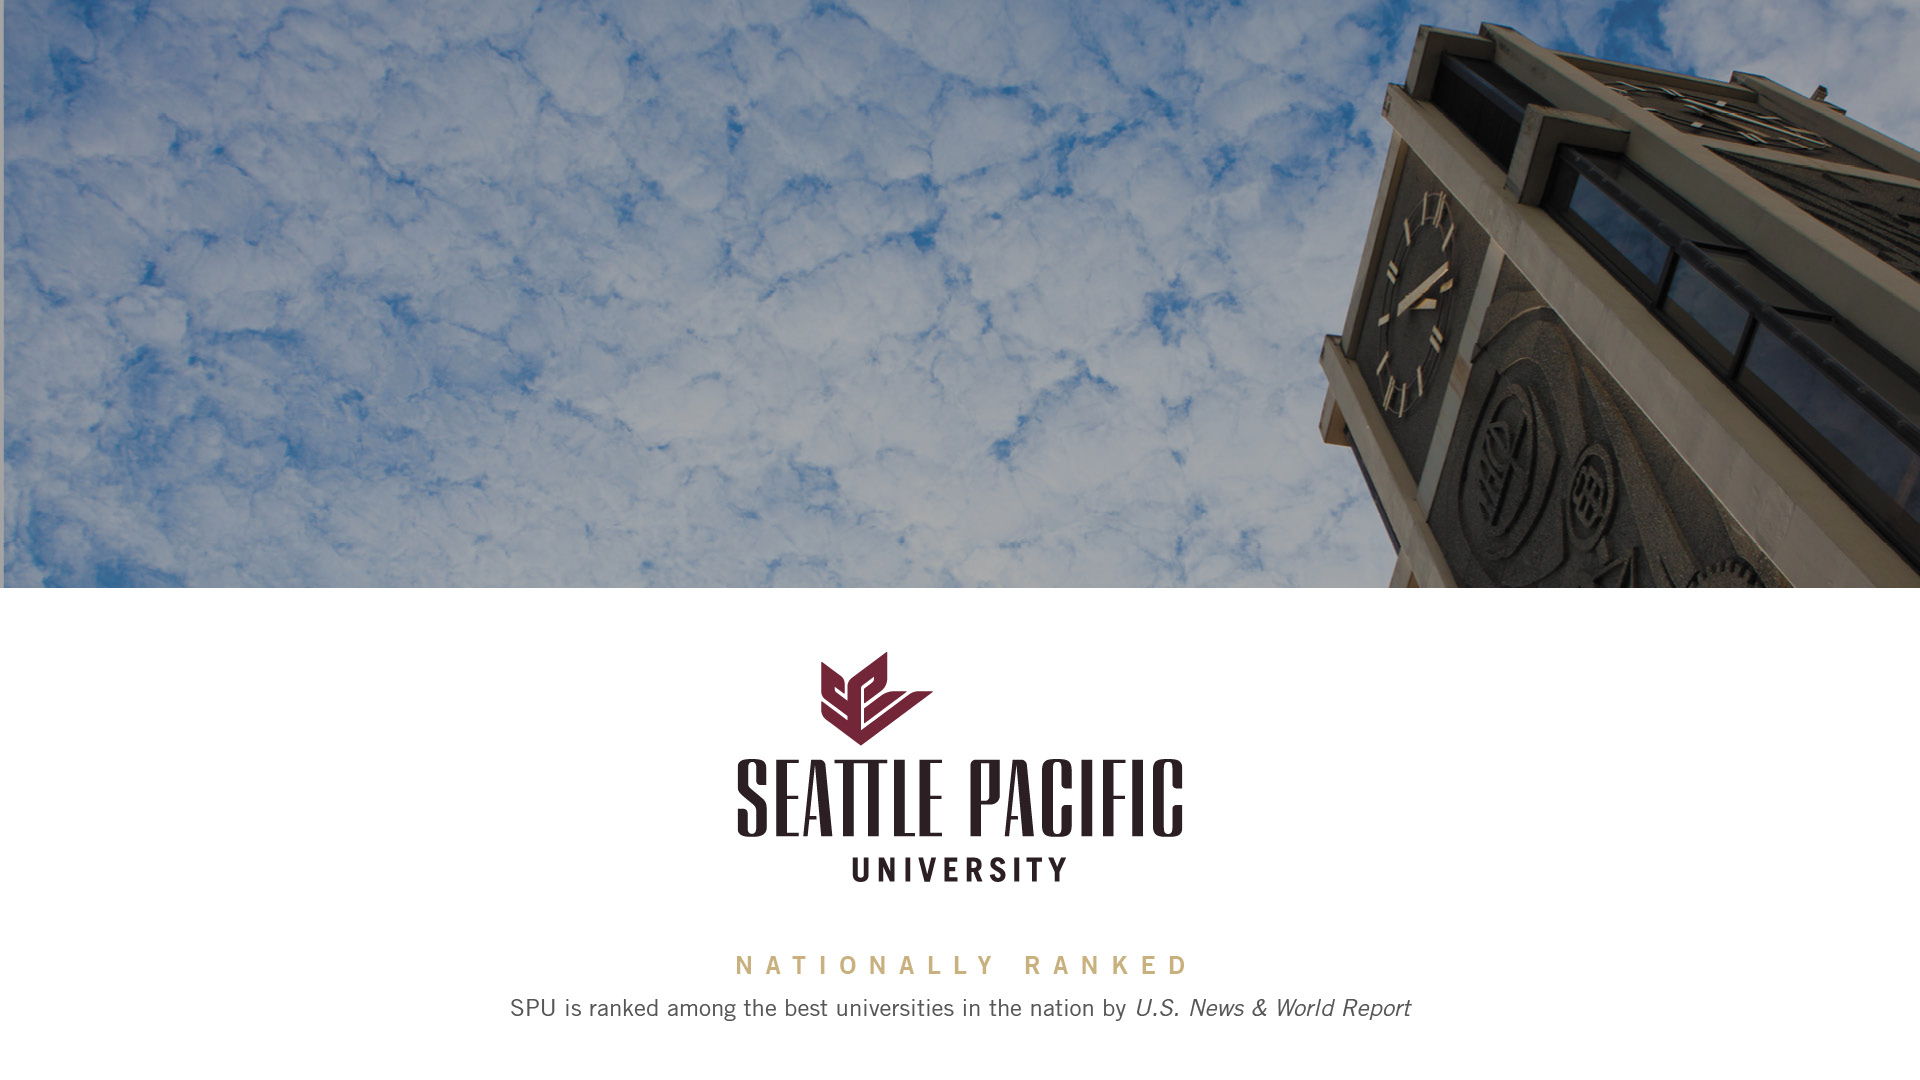 SEATTLE PACIFIC
UNIVERSITY
NATIONALLY RANKED
SPU is ranked among the best universities in the nation by U.S. News & World Report